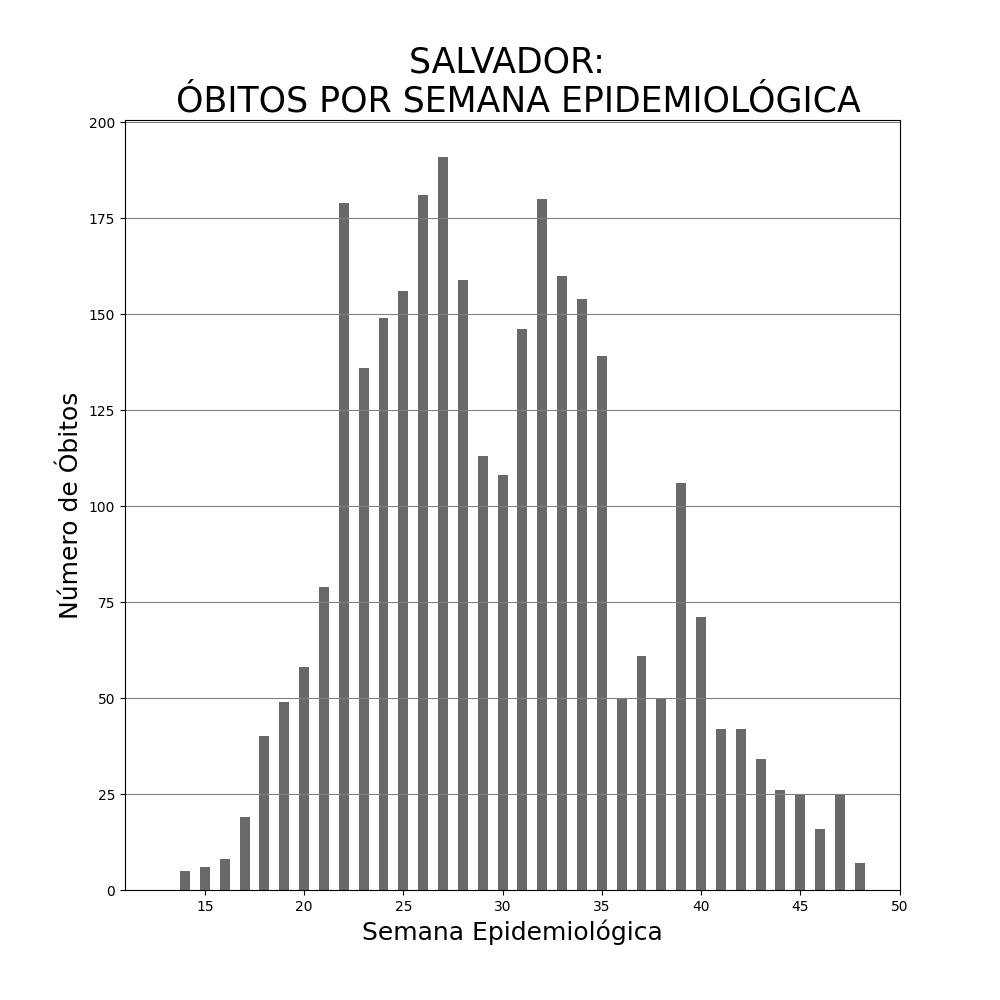 SALVADOR:
ÓBITOS POR SEMANA EPIDEMIOLÓGICA
200
175
150
125
100
75
50
25
0
Número de Óbitos
15 20 25 30 35 40 45 50
Semana Epidemiológica